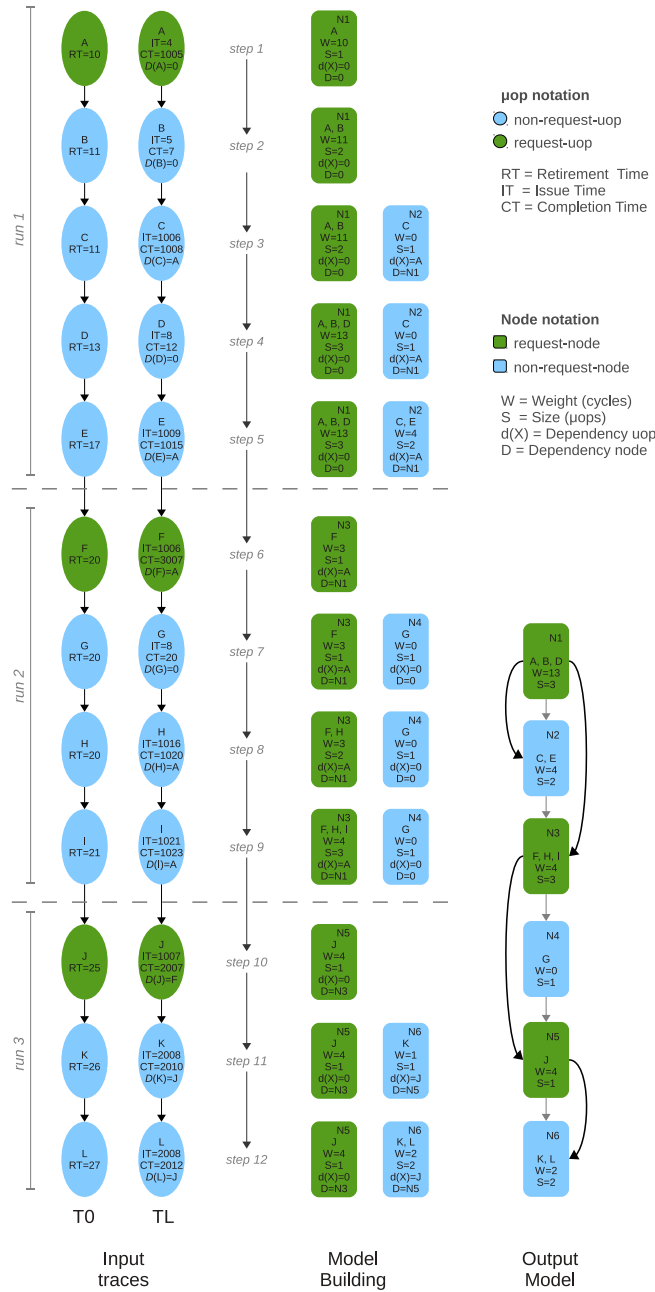 run 1
A
RT=10
A
IT=4
CT=1005
D(A)=0
step 1
N1
A
W=10
S=1
d(X)=0
D=0
B
RT=11
B
IT=5
CT=7
D(B)=0
step 2
N1
A, B
W=11
S=2
d(X)=0
D=0
C
RT=11
C
IT=1006
CT=1008
D(C)=A
step 3
N1
A, B
W=11
S=2
d(X)=0
D=0
N2
C
W=0
S=1
d(X)=A
D=N1
D
RT=13
D
IT=8
CT=12
D(D)=0
step 4
N1
A, B, D
W=13
S=3
d(X)=0
D=0
N2
C
W=0
S=1
d(X)=A
D=N1
E
RT=17
E
IT=1009
CT=1015
D(E)=A
step 5
N1
A, B, D
W=13
S=3
d(X)=0
D=0
N2
C, E
W=4
S=2
d(X)=A
D=N1
µop notation
non-request-uop
request-uop
RT = Retirement Time
IT = Issue Time
CT = Completion Time
Node notation
request-node
non-request-node
W = Weight (cycles)
S = Size (µops)
d(X) = Dependency uop
D = Dependency node
run 2
F
RT=20
F
IT=1006
CT=3007
D(F)=A
step 6
N3
F
W=3
S=1
d(X)=A
D=N1
G
RT=20
G
IT=8
CT=20
D(G)=0
step 7
N3
F
W=3
S=1
d(X)=A
D=N1
N4
G
W=0
S=1
d(X)=0
D=0
H
RT=20
H
IT=1016
CT=1020
D(H)=A
step 8
N3
F, H
W=3
S=2
d(X)=A
D=N1
N4
G
W=0
S=1
d(X)=0
D=0
I
RT=21
I
IT=1021
CT=1023
D(I)=A
step 9
N3
F, H, I
W=4
S=3
d(X)=A
D=N1
N4
G
W=0
S=1
d(X)=0
D=0
run 3
J
RT=25
J
IT=1007
CT=2007
D(J)=F
step 10
N5
J
W=4
S=1
d(X)=0
D=N3
K
RT=26
K
IT=2008
CT=2010
D(K)=J
step 11
N5
J
W=4
S=1
d(X)=0
D=N3
N6
K
W=1
S=1
d(X)=J
D=N5
L
RT=27
L
IT=2008
CT=2012
D(L)=J
step 12
N5
J
W=4
S=1
d(X)=0
D=N3
N6
K, L
W=2
S=2
d(X)=J
D=N5
N1
A, B, D
W=13
S=3
N2
C, E
W=4
S=2
N3
F, H, I
W=4
S=3
N4
G
W=0
S=1
N5
J
W=4
S=1
N6
K, L
W=2
S=2
T0
TL
Input
traces
Model
Building
Output
Model